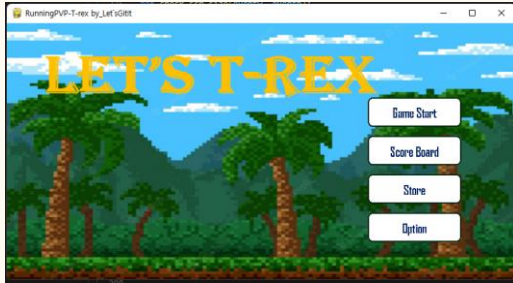 RunningPVP-T-rex by_Let'sGitIt
LET'S T-REX
Game Start
Score Board
Store
Option